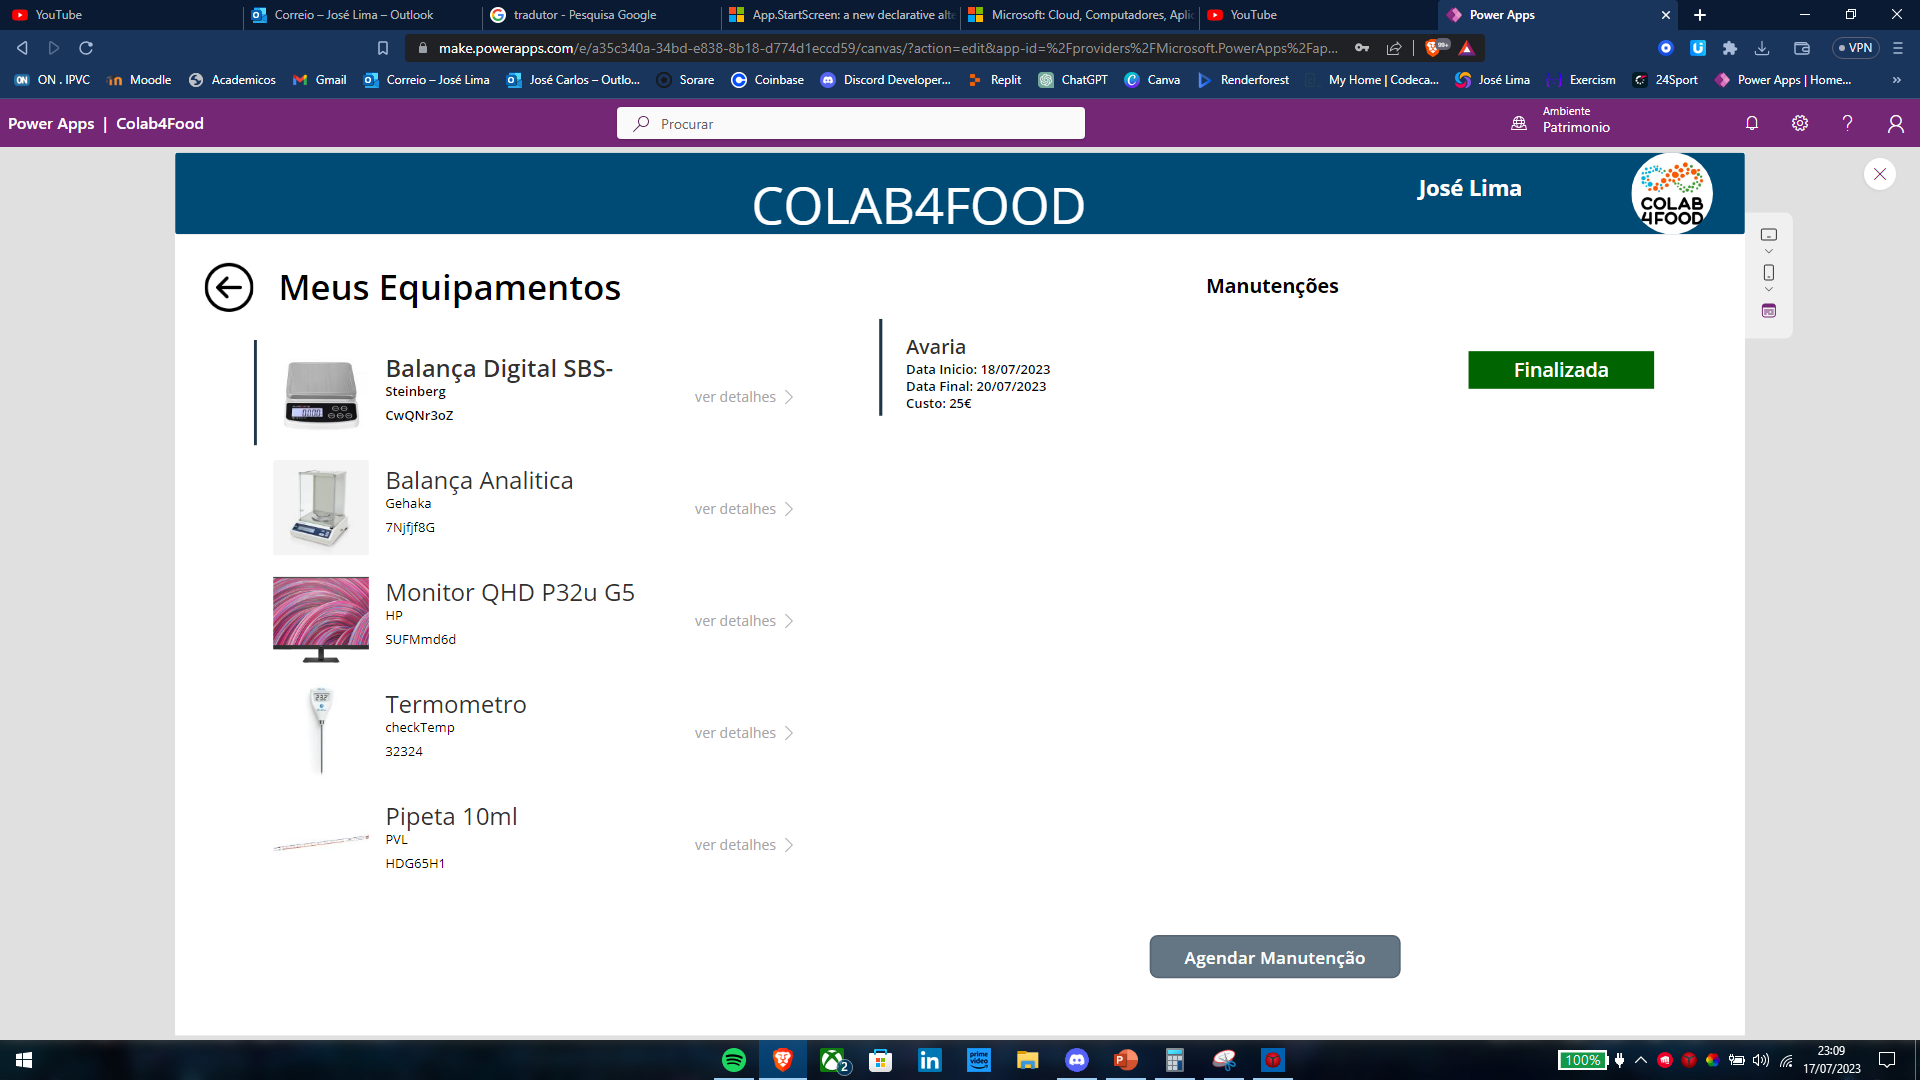 YouTube
Correio – José Lima – Outlook
tradutor - Pesquisa Google
App.StartScreen: a new declarative alte
Microsoft: Cloud, Computadores, Aplic
YouTube
Power Apps
make.powerapps.com/e/a35c340a-34bd-e838-8b18-d774d1eccd59/canvas/?action=edit&app-id=%2Fproviders%2FMicrosoft.PowerApps%2Fap...
99+
VPN
ON . IPVC
Moodle
Academicos
Gmail
Correio – José Lima
José Carlos – Outlo...
Sorare
Coinbase
Discord Developer...
Replit
ChatGPT
Canva
Renderforest
My Home | Codeca...
José Lima
Exercism
24Sport
Power Apps | Home...
Power Apps | Colab4Food
Procurar
Ambiente
Patrimonio
COLAB4FOOD
José Lima
COLAB
4FOOD
Meus Equipamentos
Manutenções
Balança Digital SBS-
Steinberg
CwQNr3oZ
ver detalhes
Avaria
Data Inicio: 18/07/2023
Data Final: 20/07/2023
Custo: 25€
Finalizada
Balança Analitica
Gehaka
7Njfjf8G
ver detalhes
Monitor QHD P32u G5
HP
SUFMmd6d
ver detalhes
Termometro
checkTemp
32324
ver detalhes
Pipeta 10ml
PVL
HDG65H1
ver detalhes
Agendar Manutenção
2
prime video
100%
23:09
17/07/2023